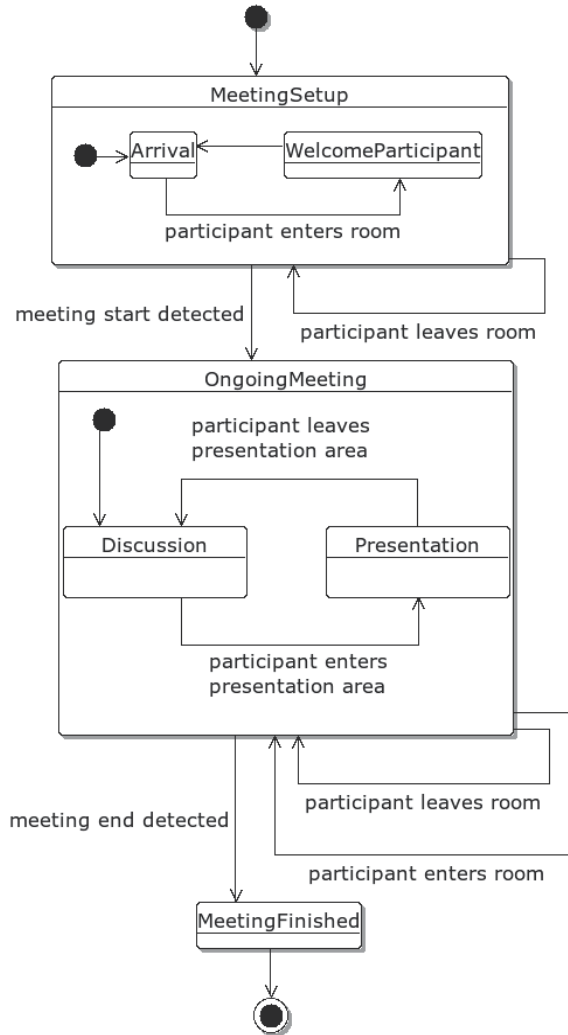 MeetingSetup
Arrival
WelcomeParticipant
participant enters room
meeting start detected
participant leaves room
OngoingMeeting
participant leaves
presentation area
Discussion
Presentation
participant enters
presentation area
participant leaves room
meeting end detected
participant enters room
MeetingFinished